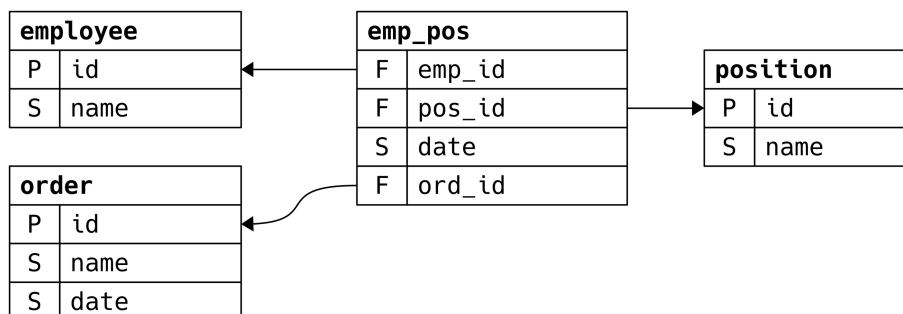 employee
P id
S name
emp_pos
F emp_id
F pos_id
S date
F ord_id
position
P id
S name
order
P id
S name
S date